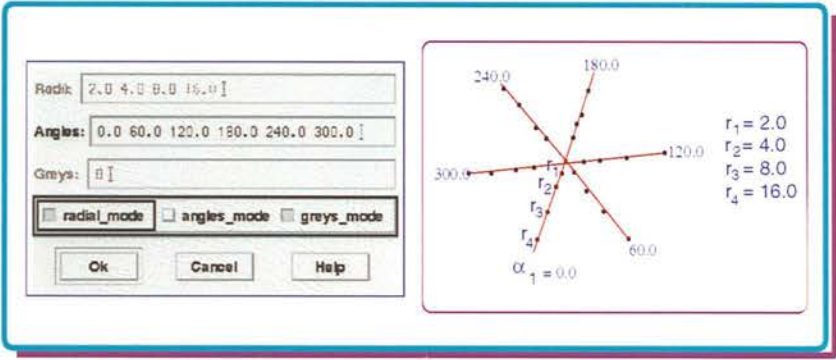 Radii: 2.0 4.0 8.0 16.0
Angles: 0.0 60.0 120.0 180.0 240.0 300.0
Greys: 8
radial_mode angles_mode greys_mode
Ok Cancel Help
180.0
240.0
120.0
300.0
60.0
r1
r2
r3
r4
α1 = 0.0
r1 = 2.0
r2 = 4.0
r3 = 8.0
r4 = 16.0